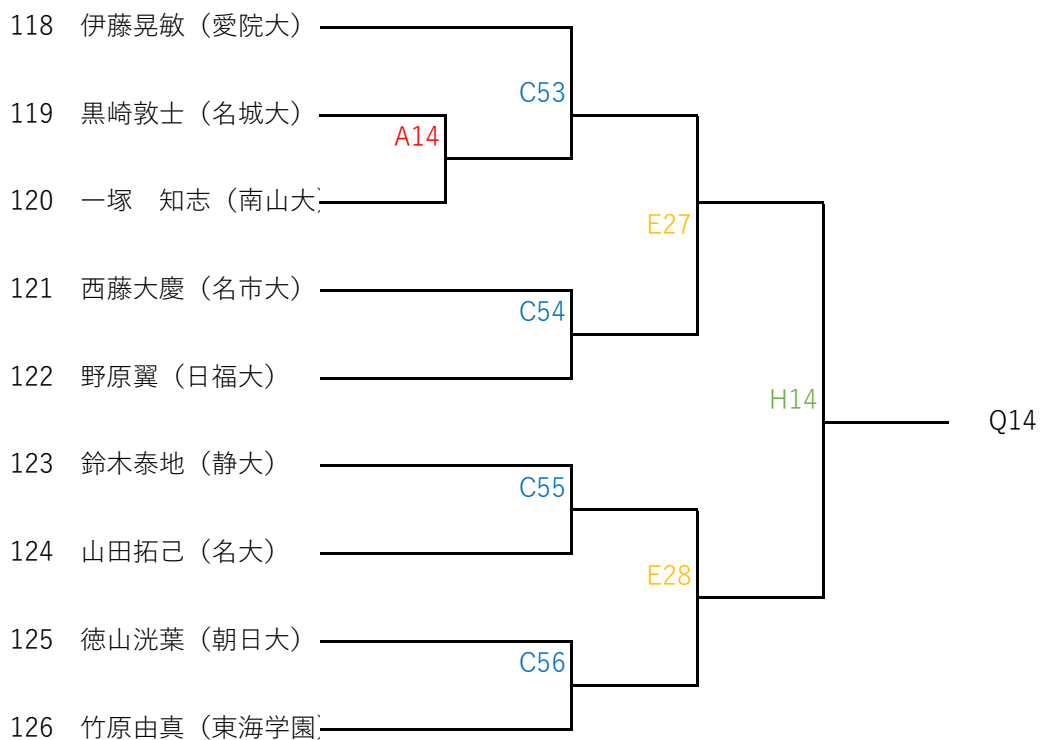 118 伊藤晃敏（愛院大）
C53
119 黒崎敦士（名城大）
A14
120 一塚　知志（南山大）
E27
121 西藤大慶（名市大）
C54
122 野原翼（日福大）
H14
Q14
123 鈴木泰地（静大）
C55
124 山田拓己（名大）
E28
125 徳山洸葉（朝日大）
C56
126 竹原由真（東海学園）